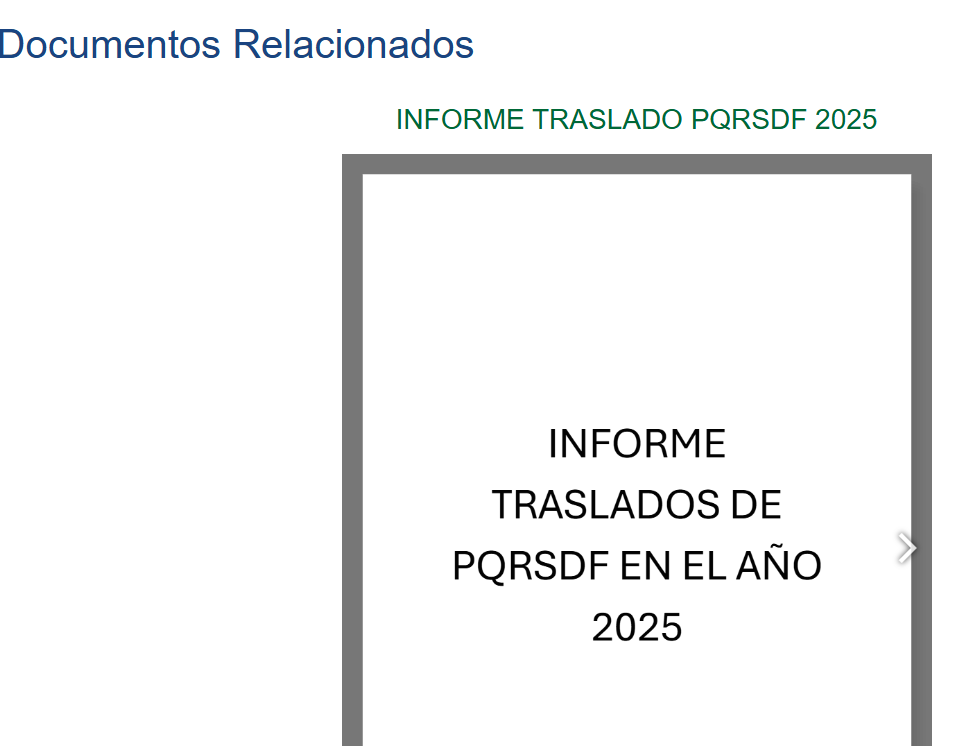 Documentos Relacionados
INFORME TRASLADO PQRSDF 2025
INFORME
TRASLADOS DE
PQRSDF EN EL AÑO
2025